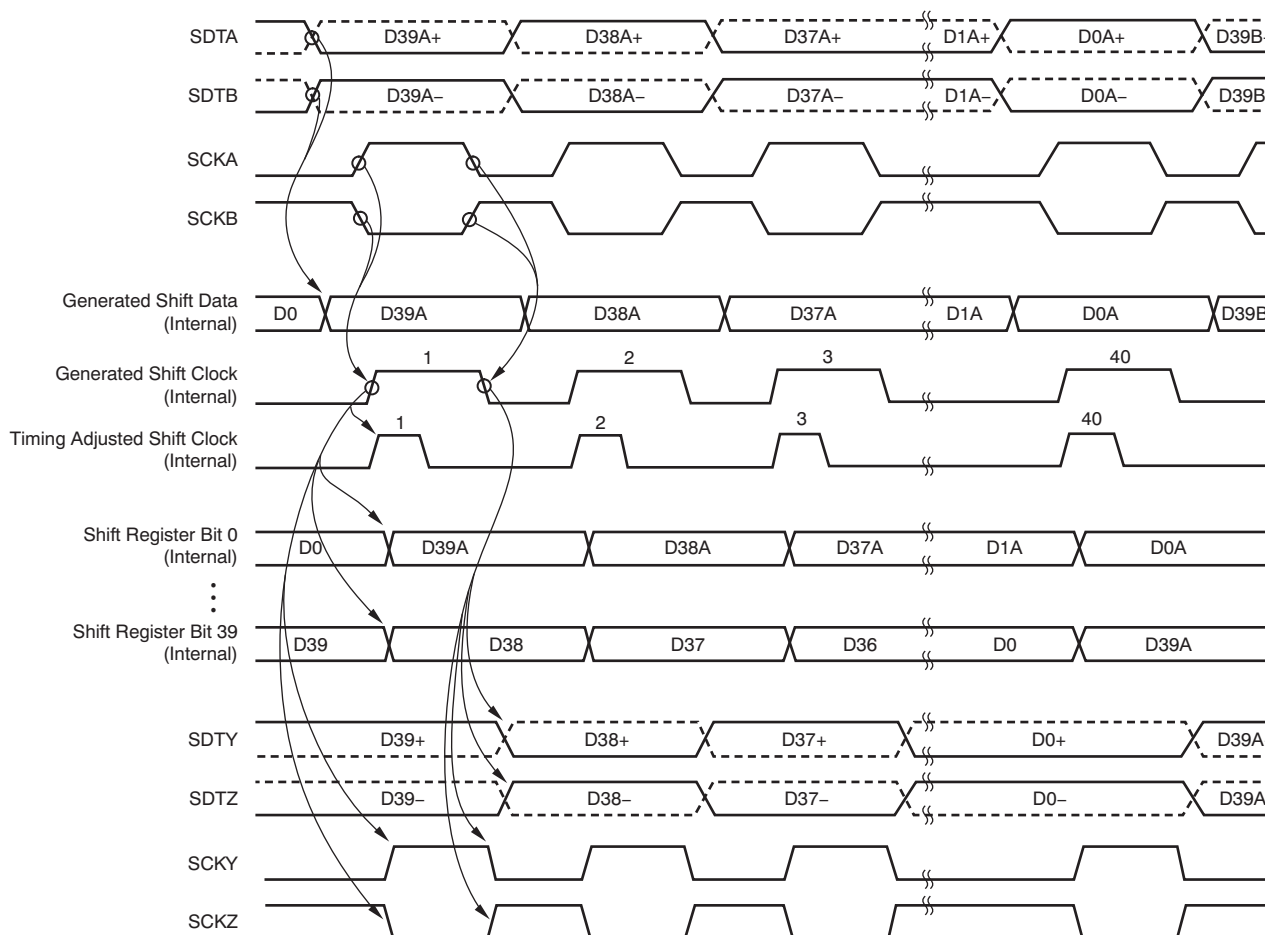 SDTA D39A+ D38A+ D37A+ D1A+ D0A+ D39B-
SDTB D39A− D38A− D37A− D1A− D0A− D39B
SCKA
SCKB
Generated Shift Data
(Internal)
D0 D39A D38A D37A D1A D0A D39B
Generated Shift Clock
(Internal)
1 2 3 40
Timing Adjusted Shift Clock
(Internal)
1 2 3 40
Shift Register Bit 0
(Internal)
D0 D39A D38A D37A D1A D0A
Shift Register Bit 39
(Internal)
D39 D38 D37 D36 D0 D39A
SDTY D39+ D38+ D37+ D0+ D39A
SDTZ D39− D38− D37− D0− D39A
SCKY
SCKZ